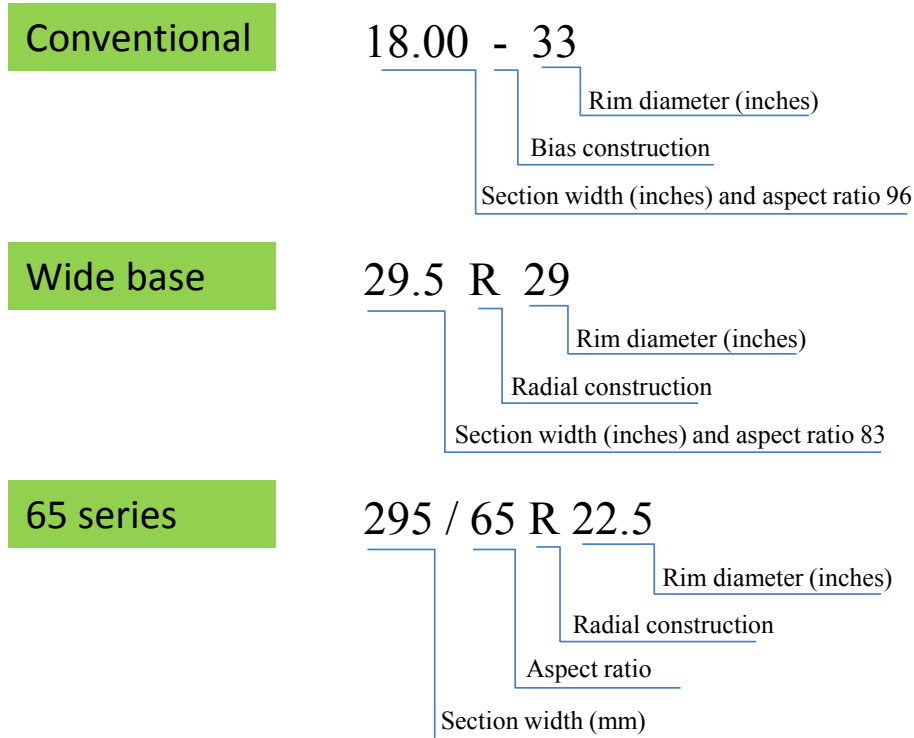 Conventional
18.00 - 33
Rim diameter (inches)
Bias construction
Section width (inches) and aspect ratio 96
Wide base
29.5 R 29
Rim diameter (inches)
Radial construction
Section width (inches) and aspect ratio 83
65 series
295 / 65 R 22.5
Rim diameter (inches)
Radial construction
Aspect ratio
Section width (mm)